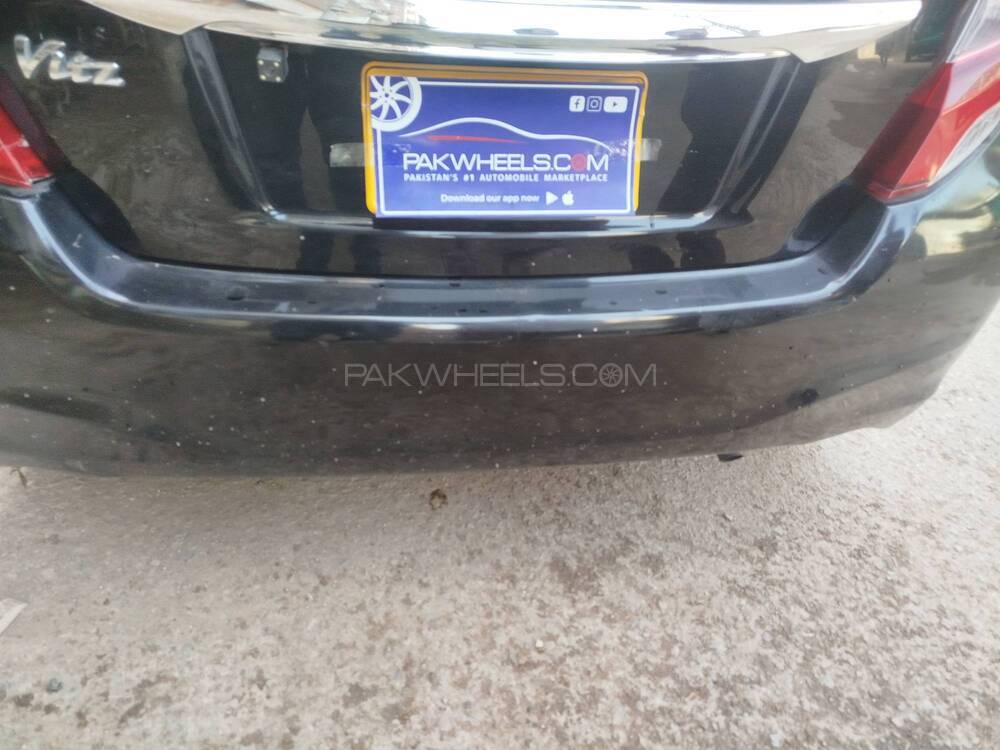 Vitz
PAKWHEELS.COM
PAKISTAN'S #1 AUTOMOBILE MARKETPLACE
Download our app now
PAKWHEELS.COM